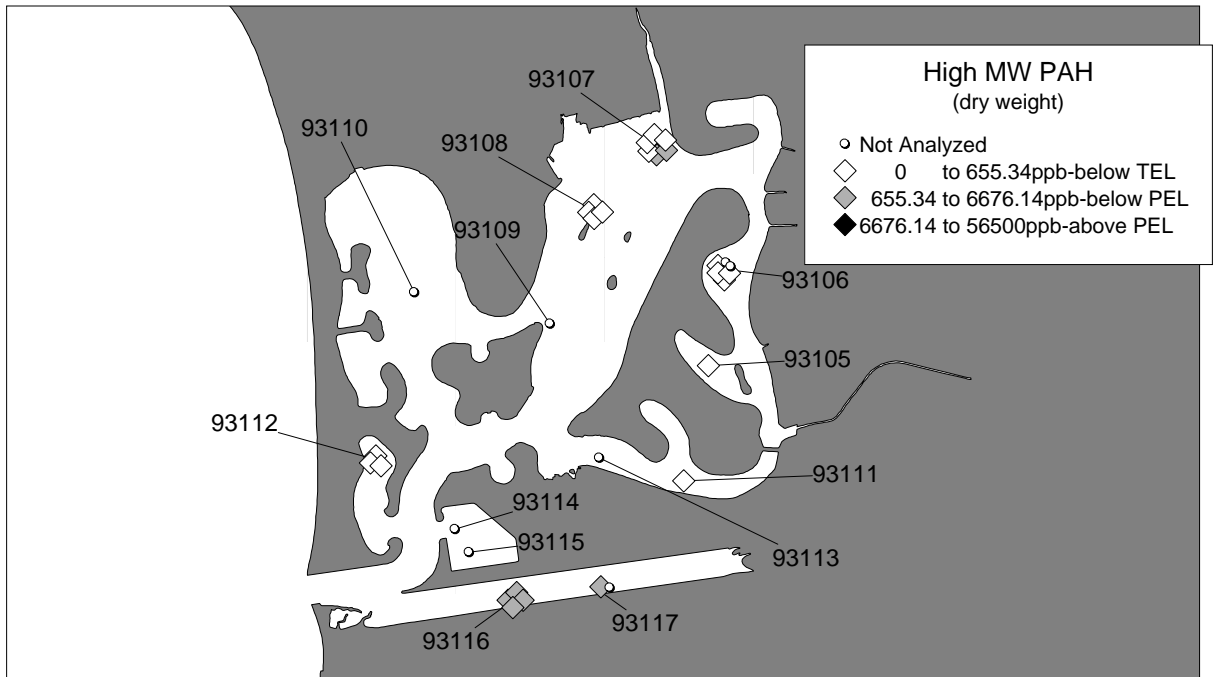 High MW PAH
(dry weight)
Not Analyzed
0 to 655.34ppb-below TEL
655.34 to 6676.14ppb-below PEL
6676.14 to 56500ppb-above PEL
93107
93110
93108
93109
93106
93105
93112
93111
93114
93115
93113
93117
93116